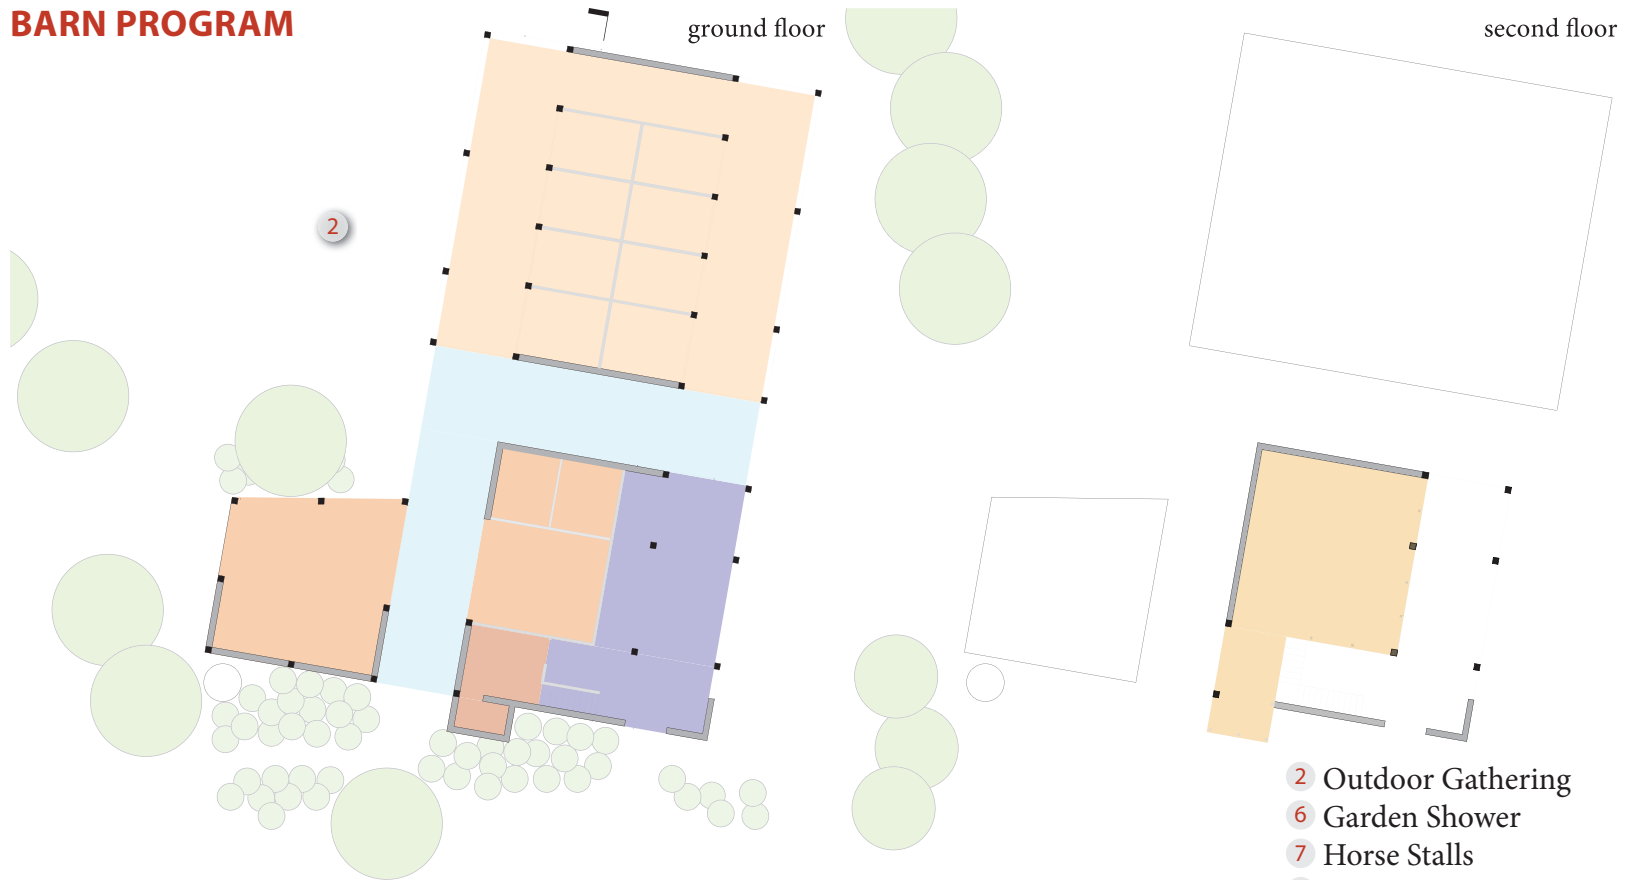 BARN PROGRAM
ground floor
second floor
2
2 Outdoor Gathering
6 Garden Shower
7 Horse Stalls